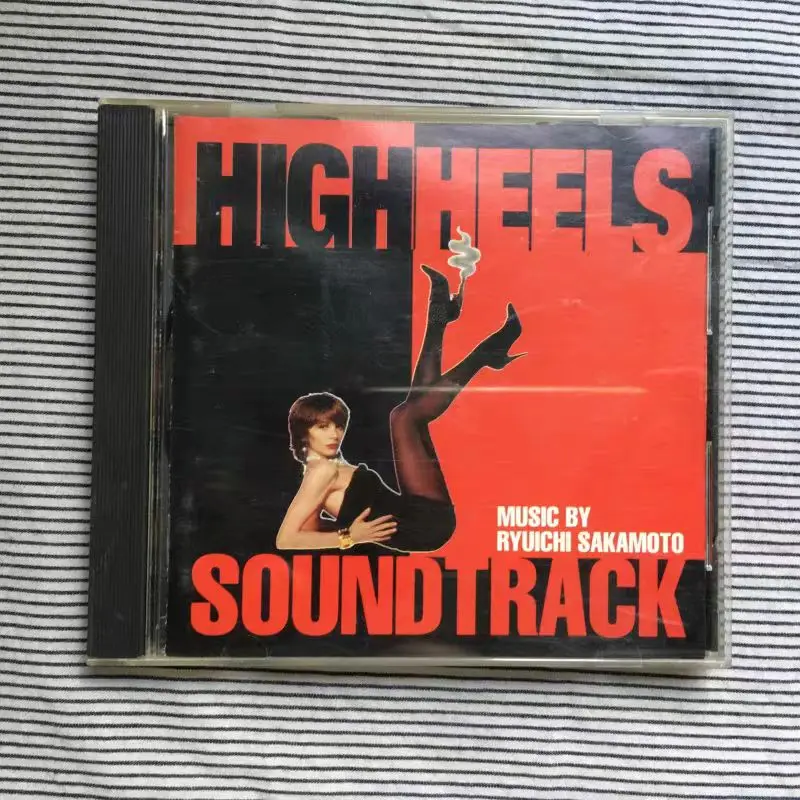 HIGH HEELS
MUSIC BY
RYUICHI SAKAMOTO
SOUNDTRACK